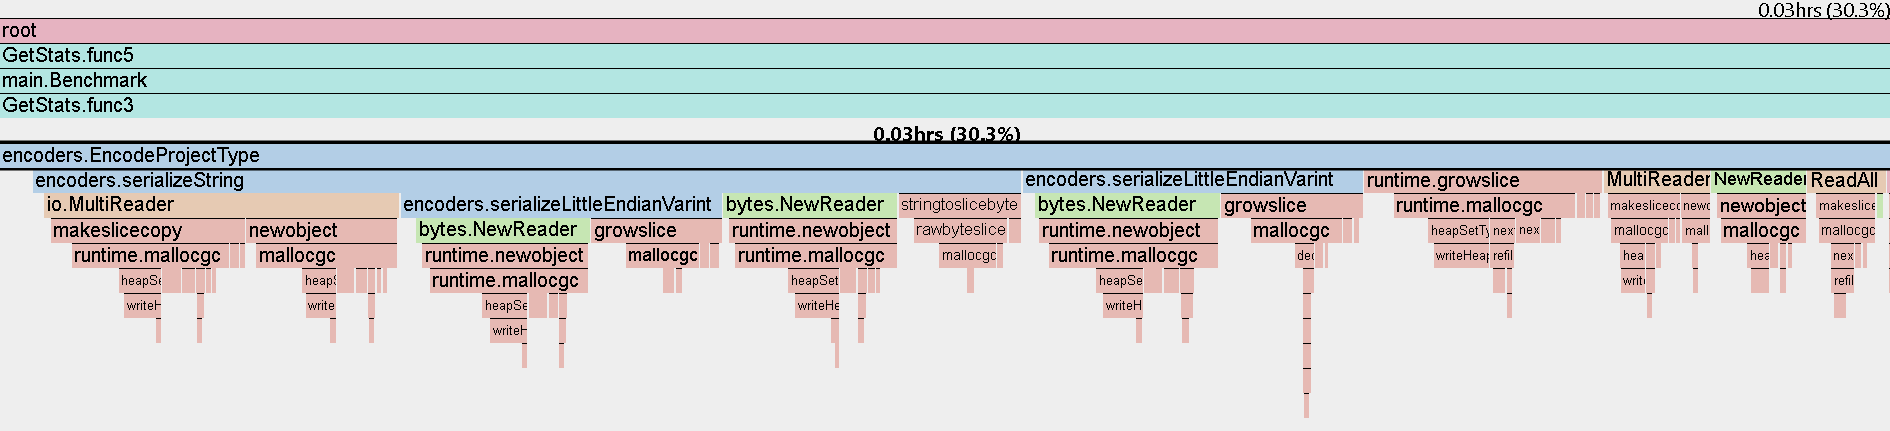 0.03hrs (30.3%)
root
GetStats.func5
main.Benchmark
GetStats.func3
0.03hrs (30.3%)
encoders.EncodeProjectType
encoders.serializeString encoders.serializeLittleEndianVarint runtime.growslice MultiReader NewReader ReadAll
io.MultiReader encoders.serializeLittleEndianVarint bytes.NewReader stringtoslicebyte bytes.NewReader growslice runtime.mallocgc makeslicec newo newobject makeslice
makeslicecopy newobject bytes.NewReader growslice runtime.newobject rawbyteslice runtime.newobject mallocgc heapSetTy nex nex mallocgc mall mallocgc mallocgc
runtime.mallocgc mallocgc runtime.newobject mallocgc runtime.mallocgc mallocgc runtime.mallocgc dec writeHeap refil hea hea nex
heapSe heapS runtime.mallocgc heapSet heapSe write refil
writeH write heapSe writeHe writeH
writeH